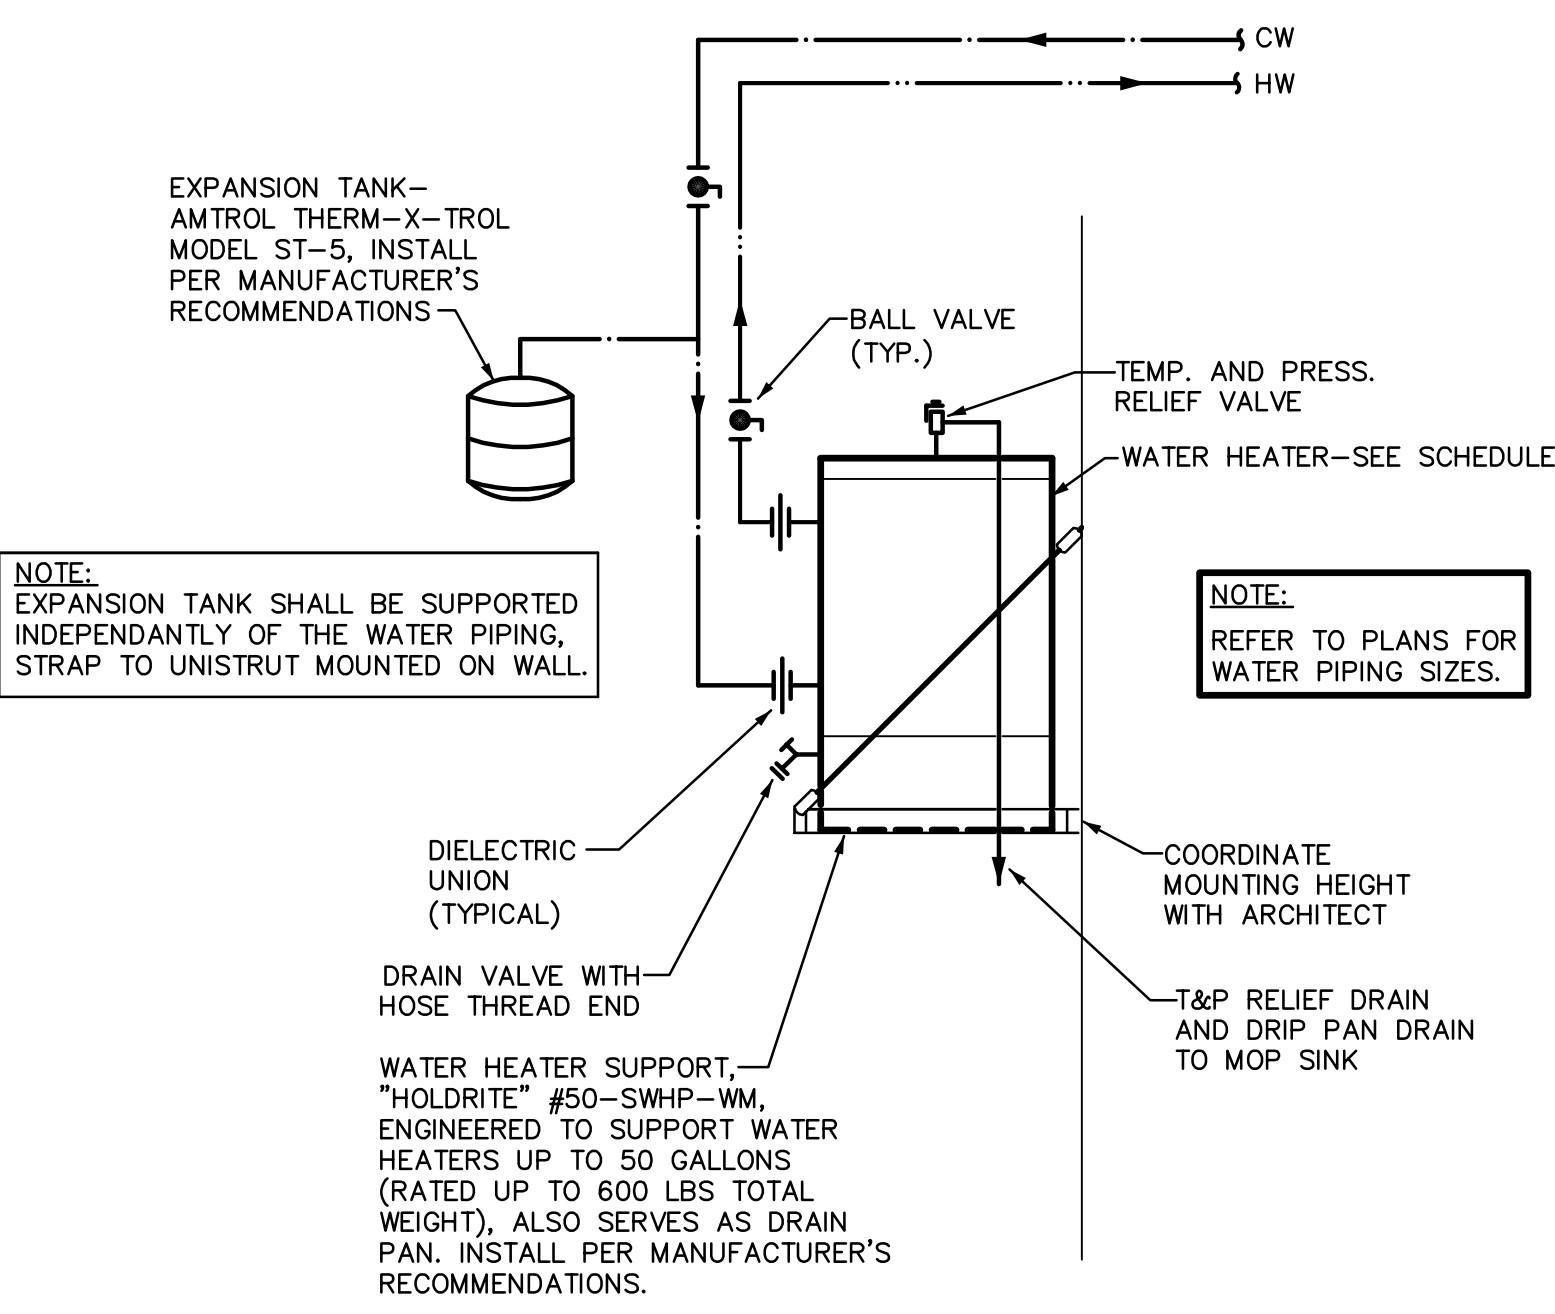 CW
HW
EXPANSION TANK-
AMTROL THERM-X-TROL
MODEL ST-5, INSTALL
PER MANUFACTURER'S
RECOMMENDATIONS
BALL VALVE
(TYP.)
TEMP. AND PRESS.
RELIEF VALVE
WATER HEATER-SEE SCHEDULE
NOTE:
EXPANSION TANK SHALL BE SUPPORTED
INDEPENDANTLY OF THE WATER PIPING,
STRAP TO UNISTRUT MOUNTED ON WALL.
NOTE:
REFER TO PLANS FOR
WATER PIPING SIZES.
DIELECTRIC
UNION
(TYPICAL)
COORDINATE
MOUNTING HEIGHT
WITH ARCHITECT
DRAIN VALVE WITH
HOSE THREAD END
T&P RELIEF DRAIN
AND DRIP PAN DRAIN
TO MOP SINK
WATER HEATER SUPPORT,
"HOLDRITE" #50-SWHP-WM,
ENGINEERED TO SUPPORT WATER
HEATERS UP TO 50 GALLONS
(RATED UP TO 600 LBS TOTAL
WEIGHT), ALSO SERVES AS DRAIN
PAN. INSTALL PER MANUFACTURER'S
RECOMMENDATIONS.